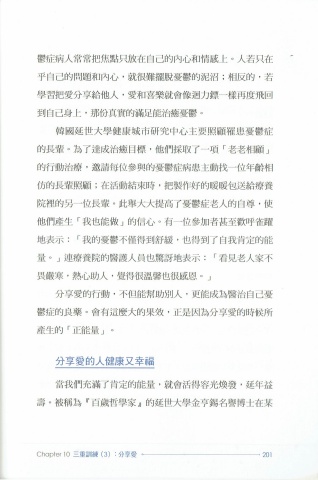 鬱症病人常常把焦點只放在自己的內心和情感上。人若只在
乎自己的問題和內心,就很難擺脫憂鬱的泥沼;相反的,若
學習把愛分享給他人,愛和喜樂就會像迴力鏢一樣再度飛回
到自己身上,那份真實的滿足能治癒憂鬱。
韓國延世大學健康城市研究中心主要照顧罹患憂鬱症
的長輩。為了達成治癒目標,他們採取了一項「老老相顧」
的行動治療,邀請每位參與的憂鬱症病患主動找一位年齡相
仿的長輩照顧;在活動結束時,把製作好的暖暖包送給療養
院裡的另一位長輩。此舉大大提高了憂鬱症老人的自尊,使
他們產生「我也能做」的信心。有一位參加者甚至歡呼雀躍
地表示:「我的憂鬱不僅得到舒緩,也得到了自我肯定的能
量。」連療養院的醫護人員也驚訝地表示:「看見老人家不
畏嚴寒,熱心助人,覺得很溫馨也很感恩。」
分享愛的行動,不但能幫助別人,更能成為醫治自己憂
鬱症的良藥。會有這麼大的果效,正是因為分享愛的時候所
產生的「正能量」。
分享愛的人健康又幸福
當我們充滿了肯定的能量,就會活得容光煥發,延年益
壽。被稱為『百歲哲學家』的延世大學金亨錫名譽博士在某
Chapter 10 三重訓練(3):分享愛 201